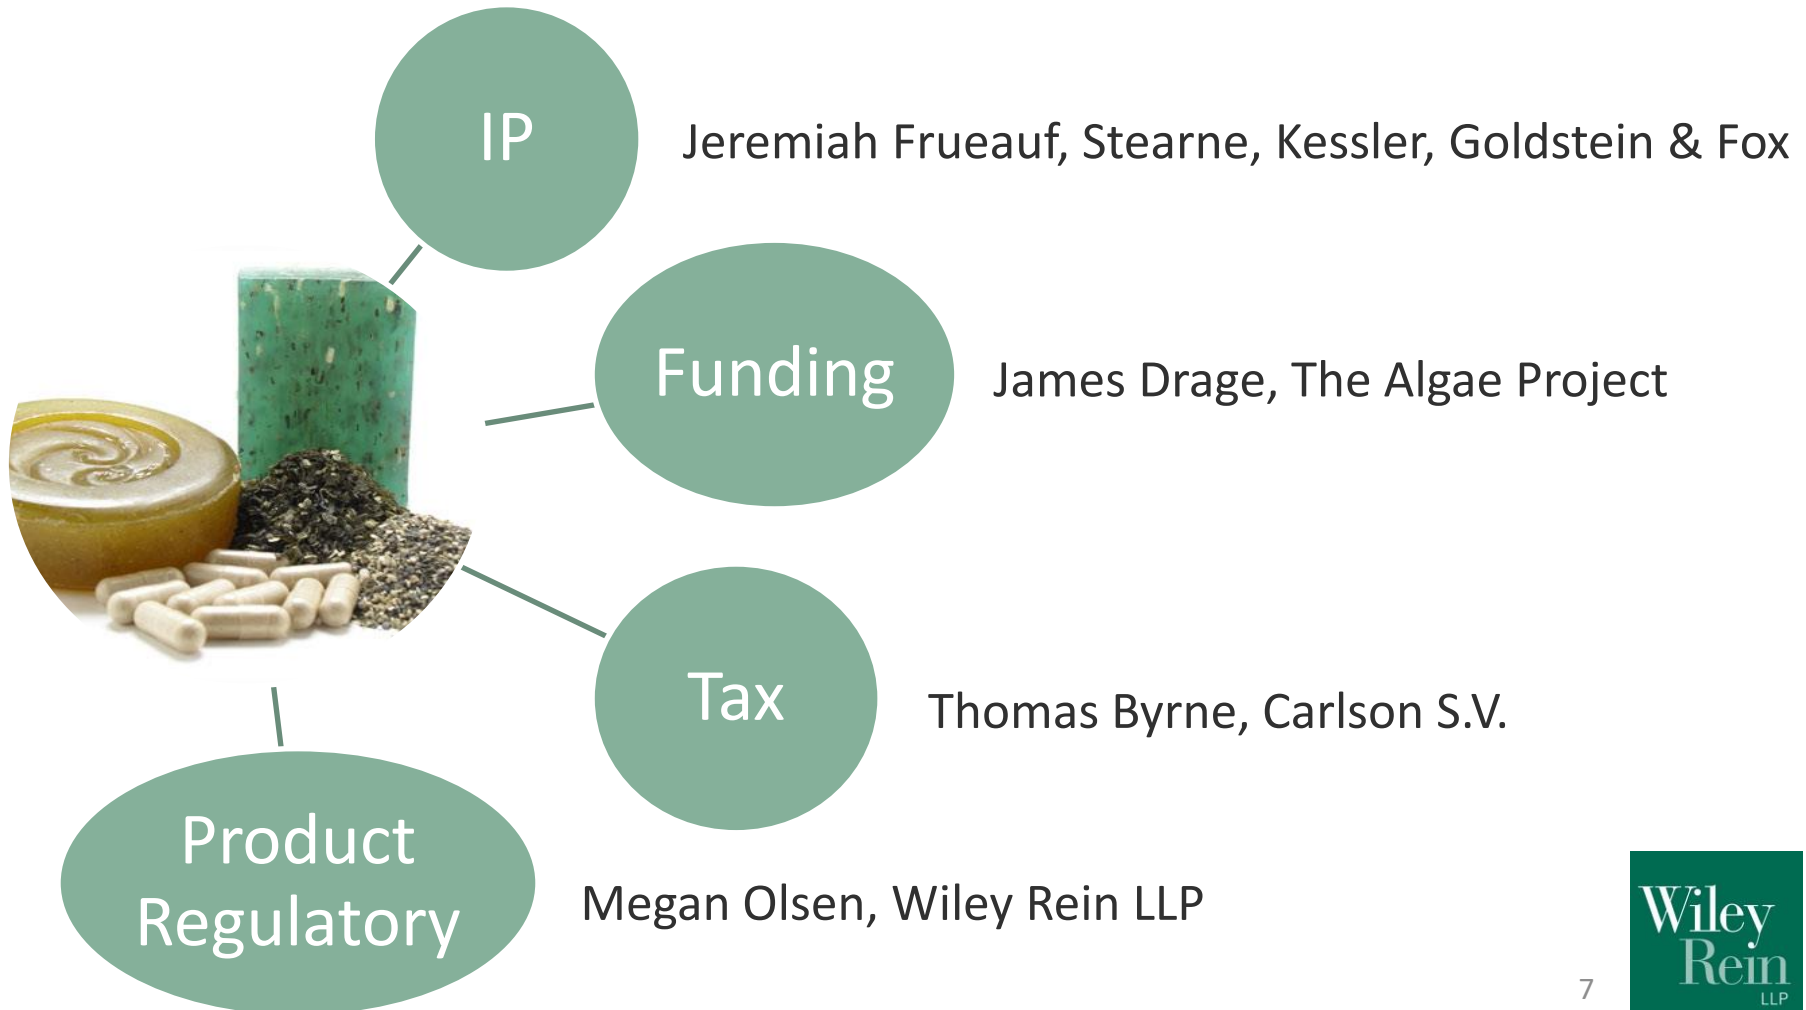 IP
Jeremiah Frueauf, Stearne, Kessler, Goldstein & Fox
Funding
James Drage, The Algae Project
Tax
Thomas Byrne, Carlson S.V.
Product
Regulatory
Megan Olsen, Wiley Rein LLP
7
Wiley
Rein
LLP